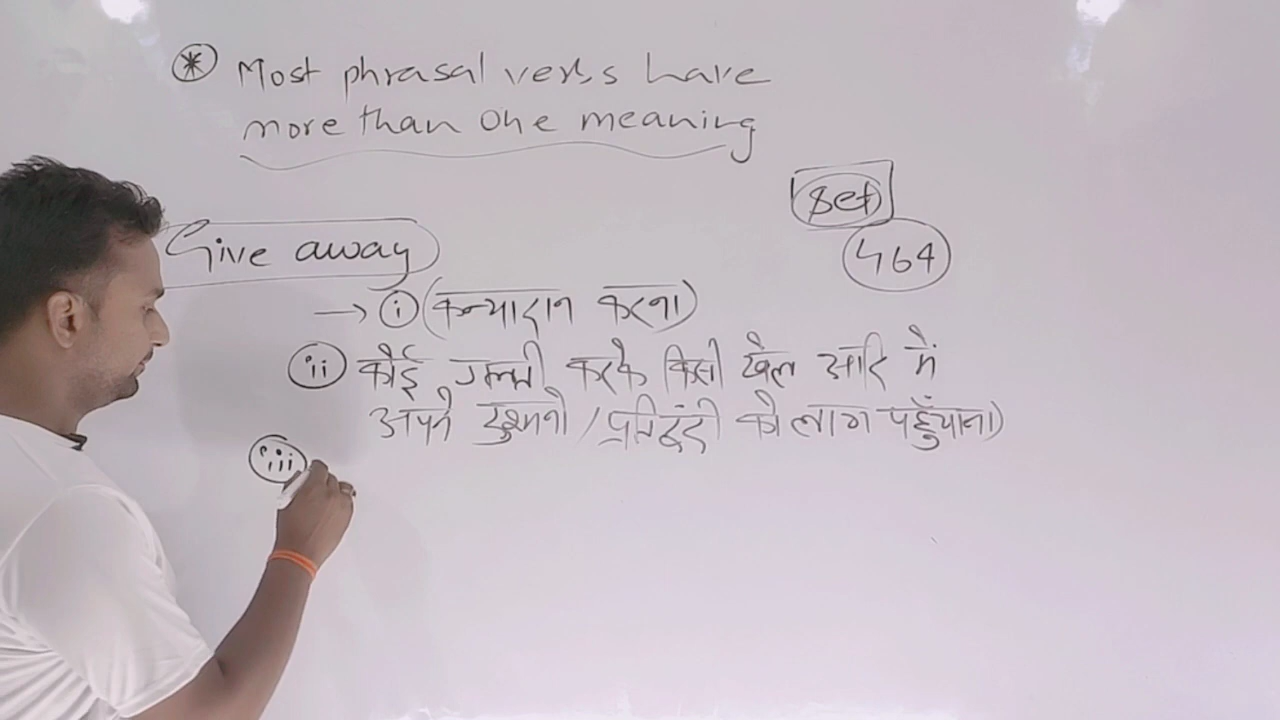 * Most phrasal verbs have
more than one meaning
set
464
Give away
→ i (कन्यादान करना)
ii कोई गलती करके किसी खेल आदि में
अपने दुश्मनो / प्रतिद्वंदी को लाभ पहुँचाना)
iii